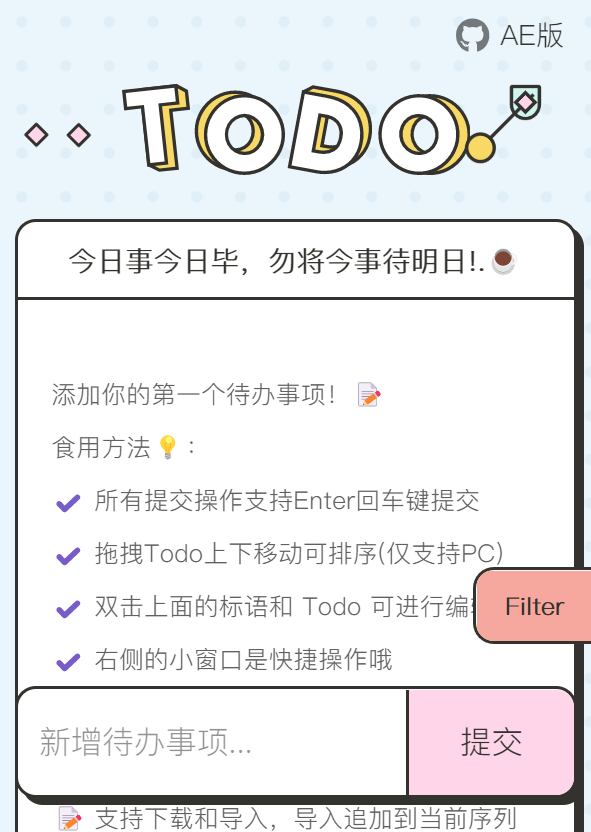 AE版
TODO
今日事今日毕，勿将今事待明日!.☕
添加你的第一个待办事项！📝
食用方法💡：
✔ 所有提交操作支持Enter回车键提交
✔ 拖拽Todo上下移动可排序(仅支持PC)
✔ 双击上面的标语和 Todo 可进行编
Filter
✔ 右侧的小窗口是快捷操作哦
新增待办事项...
提交
📝 支持下载和导入，导入追加到当前序列